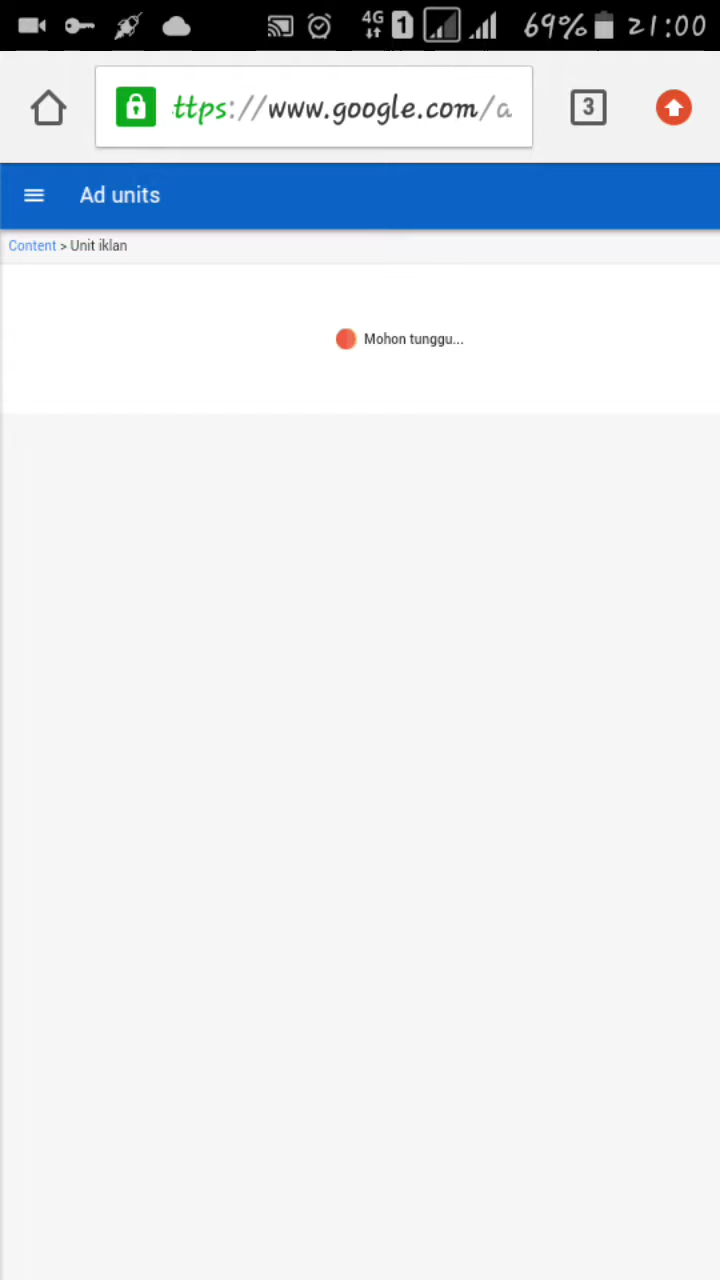 4G 1 69% 21:00
ttps://www.google.com/a
3
Ad units
Content > Unit iklan
Mohon tunggu...